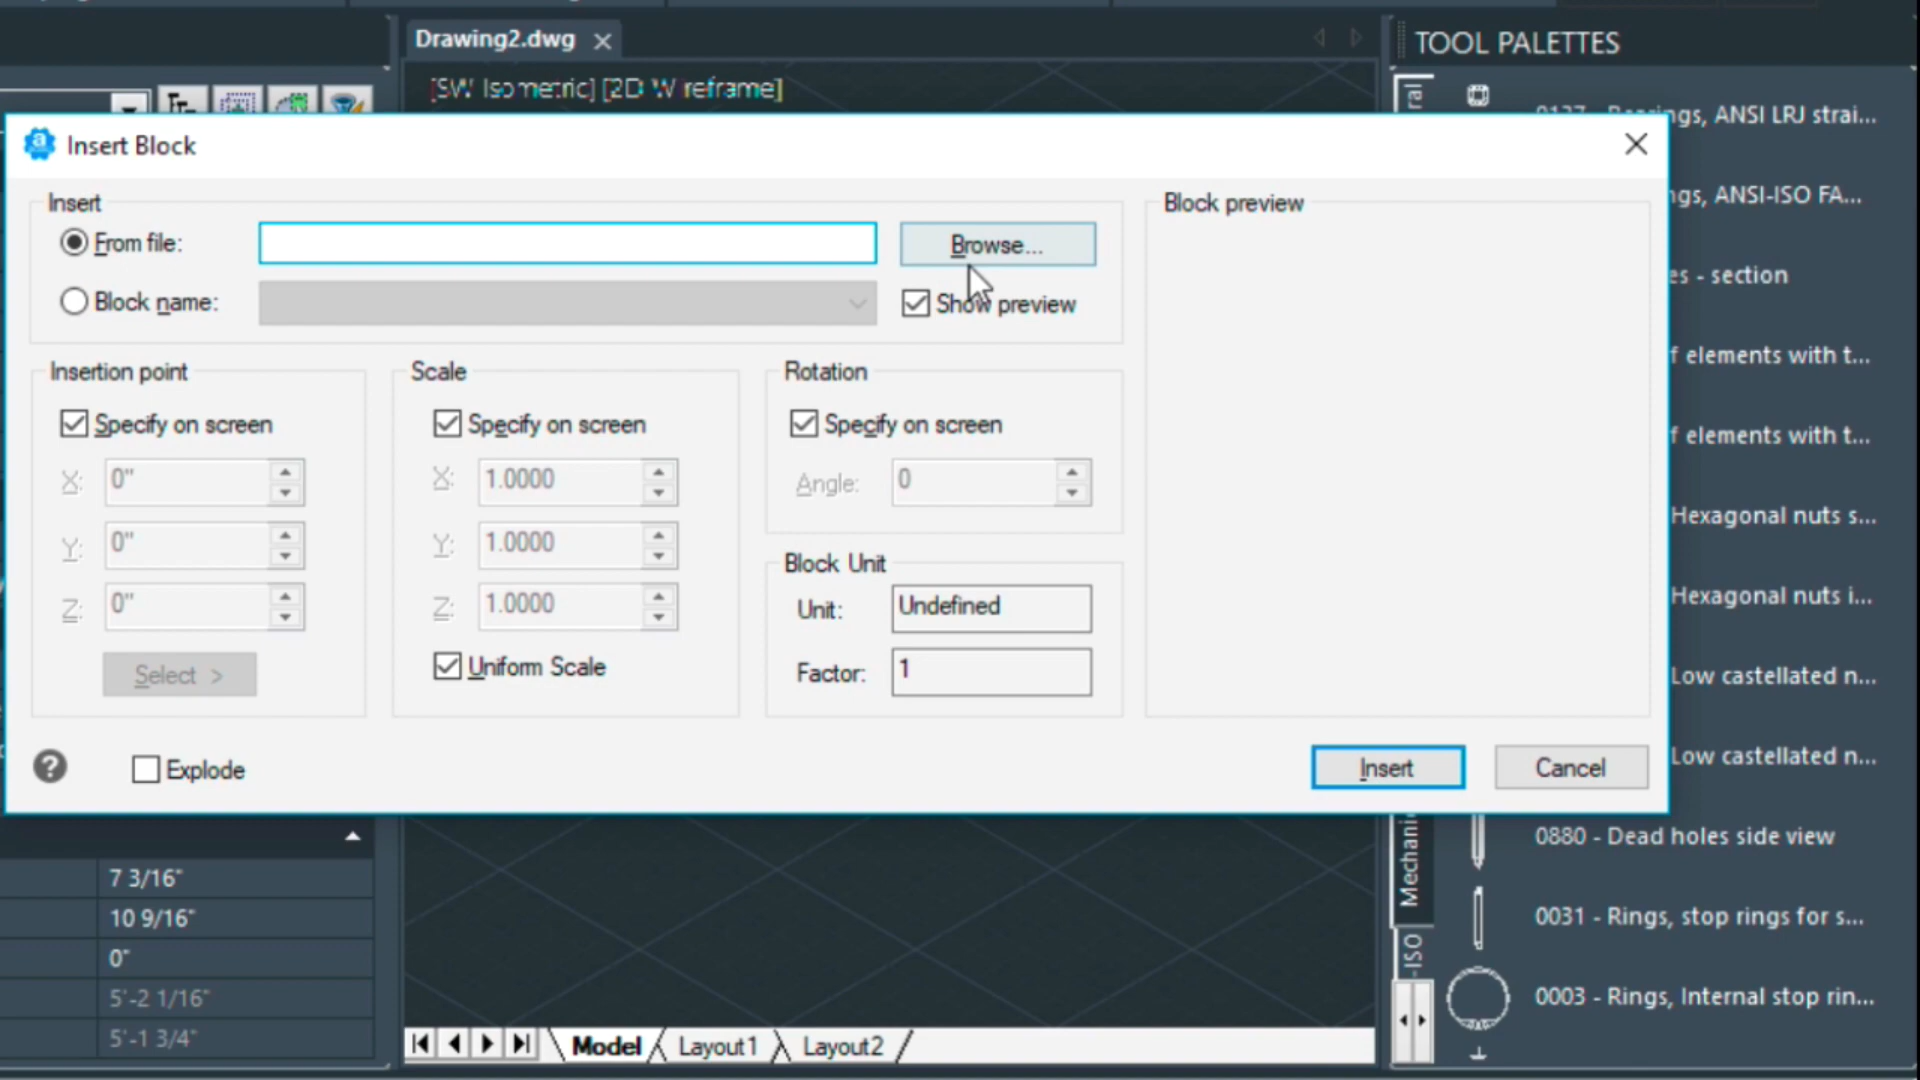 Drawing2.dwg
[SW Isometric] [2D Wireframe]
TOOL PALETTES
Insert Block
Insert
From file:
Browse...
Block name:
Show preview
Block preview
Insertion point
Specify on screen
X: 0"
Y: 0"
Z: 0"
Select >
Scale
Specify on screen
X: 1.0000
Y: 1.0000
Z: 1.0000
Uniform Scale
Rotation
Specify on screen
Angle: 0
Block Unit
Unit: Undefined
Factor: 1
Explode
Insert
Cancel
ngs, ANSI LRJ strai...
ngs, ANSI-ISO FA...
es - section
f elements with t...
f elements with t...
Hexagonal nuts s...
Hexagonal nuts i...
Low castellated n...
Low castellated n...
0880 - Dead holes side view
0031 - Rings, stop rings for s...
0003 - Rings, Internal stop rin...
Mechanic
-ISO
7 3/16"
10 9/16"
0"
5'-2 1/16"
5'-1 3/4"
Model
Layout1
Layout2